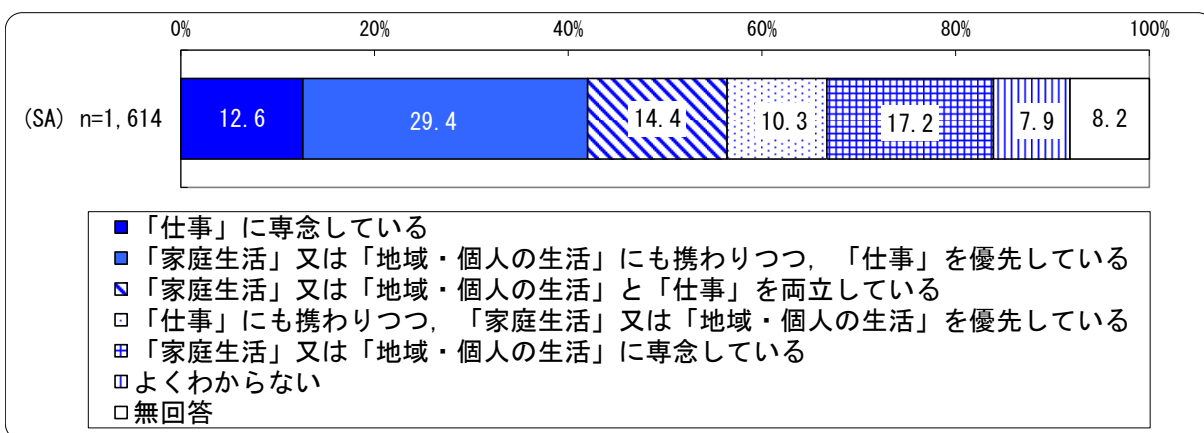 0% 20% 40% 60% 80% 100%
(SA) n=1,614 12.6 29.4 14.4 10.3 17.2 7.9 8.2
「仕事」に専念している
「家庭生活」又は「地域・個人の生活」にも携わりつつ，「仕事」を優先している
「家庭生活」又は「地域・個人の生活」と「仕事」を両立している
「仕事」にも携わりつつ，「家庭生活」又は「地域・個人の生活」を優先している
「家庭生活」又は「地域・個人の生活」に専念している
よくわからない
無回答